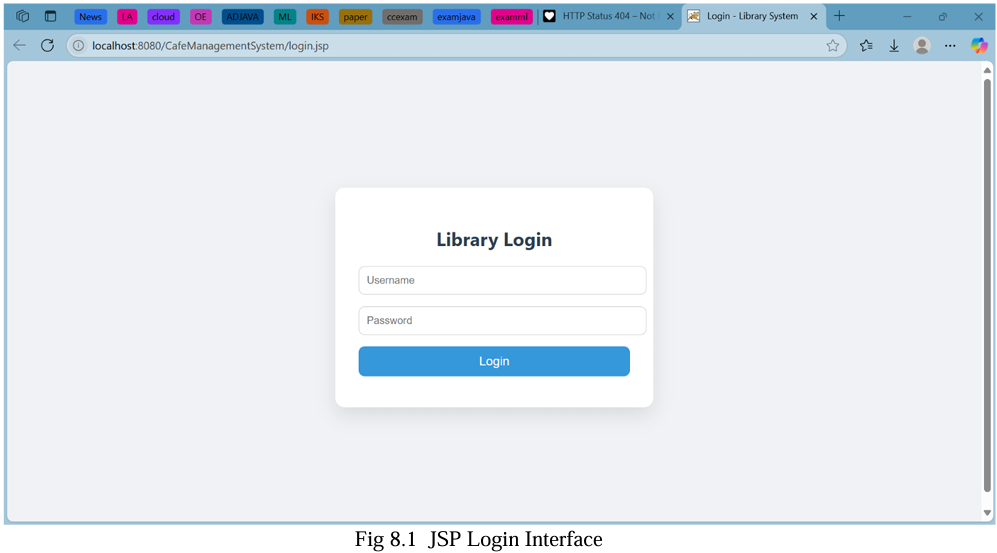 News LA cloud OE ADJAVA ML IKS paper ccexam examjava examml HTTP Status 404 – Not Login - Library System
localhost:8080/CafeManagementSystem/login.jsp
Library Login
Username
Password
Login
Fig 8.1 JSP Login Interface